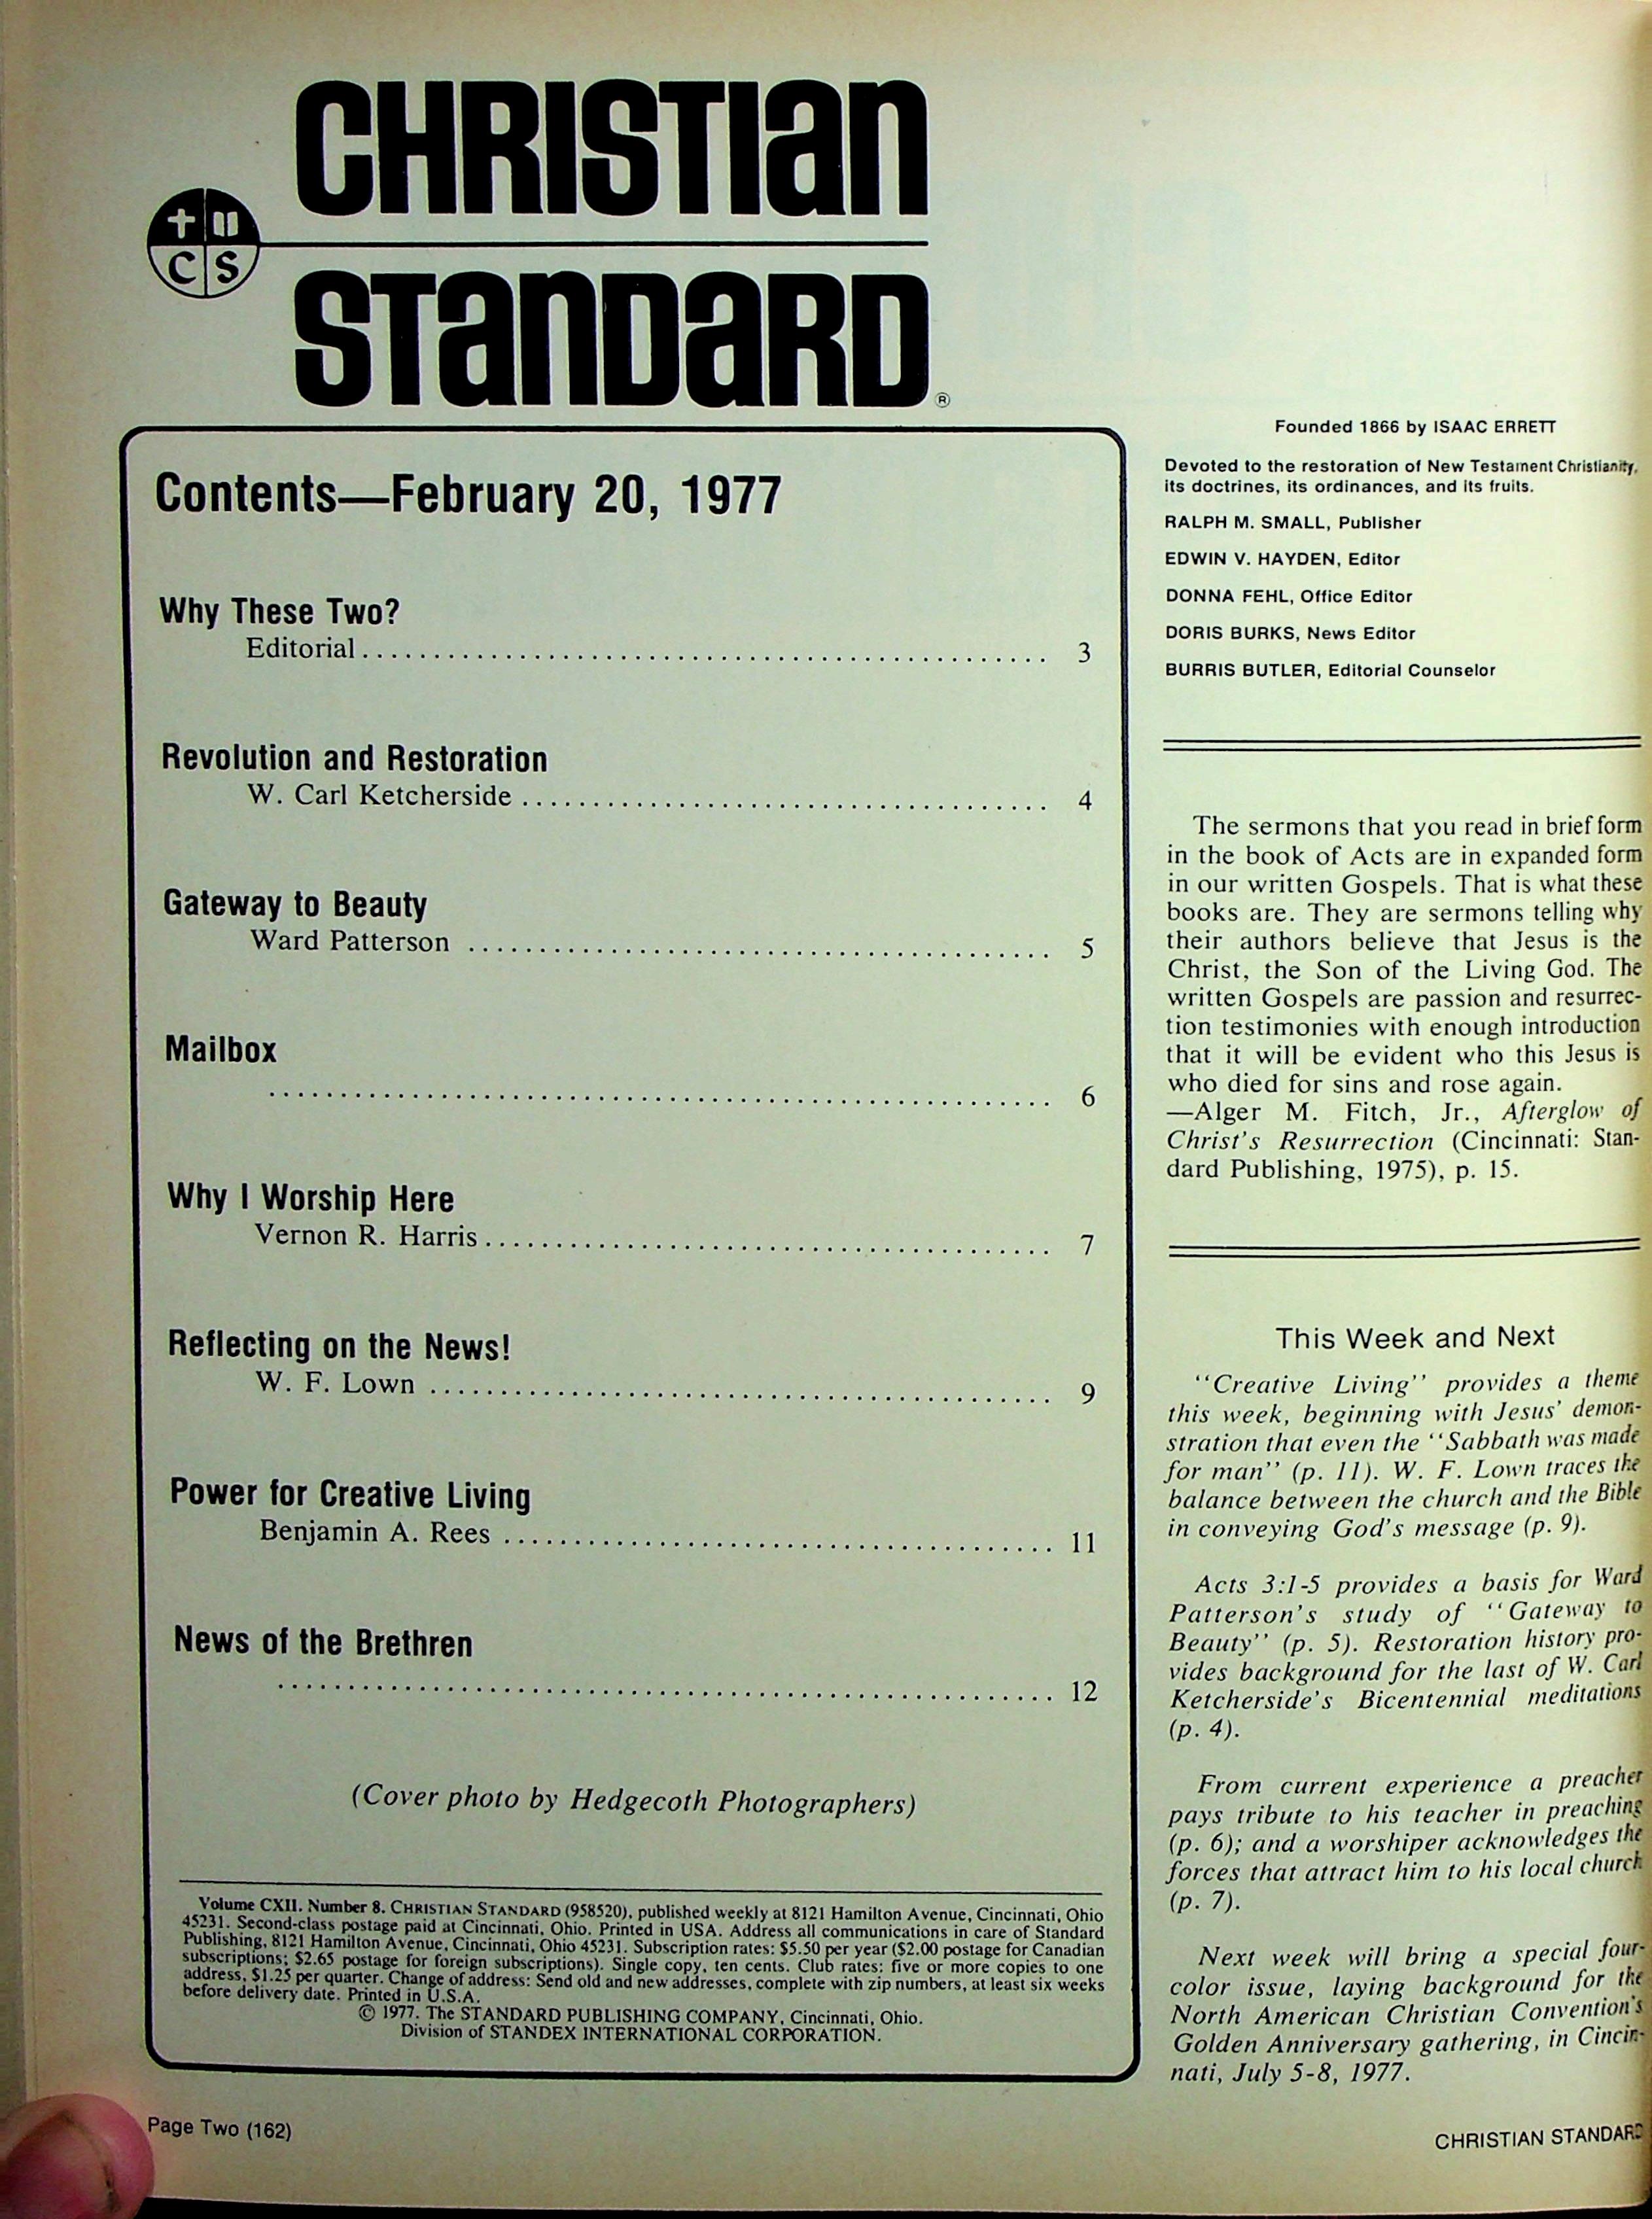 CHRISTIAN
C S
STANDARD®
Contents—February 20, 1977
Why These Two?
Editorial ........ 3
Revolution and Restoration
W. Carl Ketcherside ........ 4
Gateway to Beauty
Ward Patterson ........ 5
Mailbox
........ 6
Why I Worship Here
Vernon R. Harris ........ 7
Reflecting on the News!
W. F. Lown ........ 9
Power for Creative Living
Benjamin A. Rees ........ 11
News of the Brethren
........ 12
(Cover photo by Hedgecoth Photographers)
Volume CXII. Number 8. CHRISTIAN STANDARD (958520), published weekly at 8121 Hamilton Avenue, Cincinnati, Ohio
45231. Second-class postage paid at Cincinnati, Ohio. Printed in USA. Address all communications in care of Standard
Publishing, 8121 Hamilton Avenue, Cincinnati, Ohio 45231. Subscription rates: $5.50 per year ($2.00 postage for Canadian
subscriptions; $2.65 postage for foreign subscriptions). Single copy, ten cents. Club rates: five or more copies to one
address, $1.25 per quarter. Change of address: Send old and new addresses, complete with zip numbers, at least six weeks
before delivery date. Printed in U.S.A.
© 1977. The STANDARD PUBLISHING COMPANY, Cincinnati, Ohio.
Division of STANDEX INTERNATIONAL CORPORATION.
Founded 1866 by ISAAC ERRETT
Devoted to the restoration of New Testament Christianity,
its doctrines, its ordinances, and its fruits.
RALPH M. SMALL, Publisher
EDWIN V. HAYDEN, Editor
DONNA FEHL, Office Editor
DORIS BURKS, News Editor
BURRIS BUTLER, Editorial Counselor
The sermons that you read in brief form
in the book of Acts are in expanded form
in our written Gospels. That is what these
books are. They are sermons telling why
their authors believe that Jesus is the
Christ, the Son of the Living God. The
written Gospels are passion and resurrec-
tion testimonies with enough introduction
that it will be evident who this Jesus is
who died for sins and rose again.
—Alger M. Fitch, Jr., Afterglow of
Christ's Resurrection (Cincinnati: Stan-
dard Publishing, 1975), p. 15.
This Week and Next
"Creative Living" provides a theme
this week, beginning with Jesus' demon-
stration that even the "Sabbath was made
for man" (p. 11). W. F. Lown traces the
balance between the church and the Bible
in conveying God's message (p. 9).
Acts 3:1-5 provides a basis for Ward
Patterson's study of "Gateway to
Beauty" (p. 5). Restoration history pro-
vides background for the last of W. Carl
Ketcherside's Bicentennial meditations
(p. 4).
From current experience a preacher
pays tribute to his teacher in preaching
(p. 6); and a worshiper acknowledges the
forces that attract him to his local church
(p. 7).
Next week will bring a special four-
color issue, laying background for the
North American Christian Convention's
Golden Anniversary gathering, in Cincin-
nati, July 5-8, 1977.
Page Two (162)
CHRISTIAN STANDARD